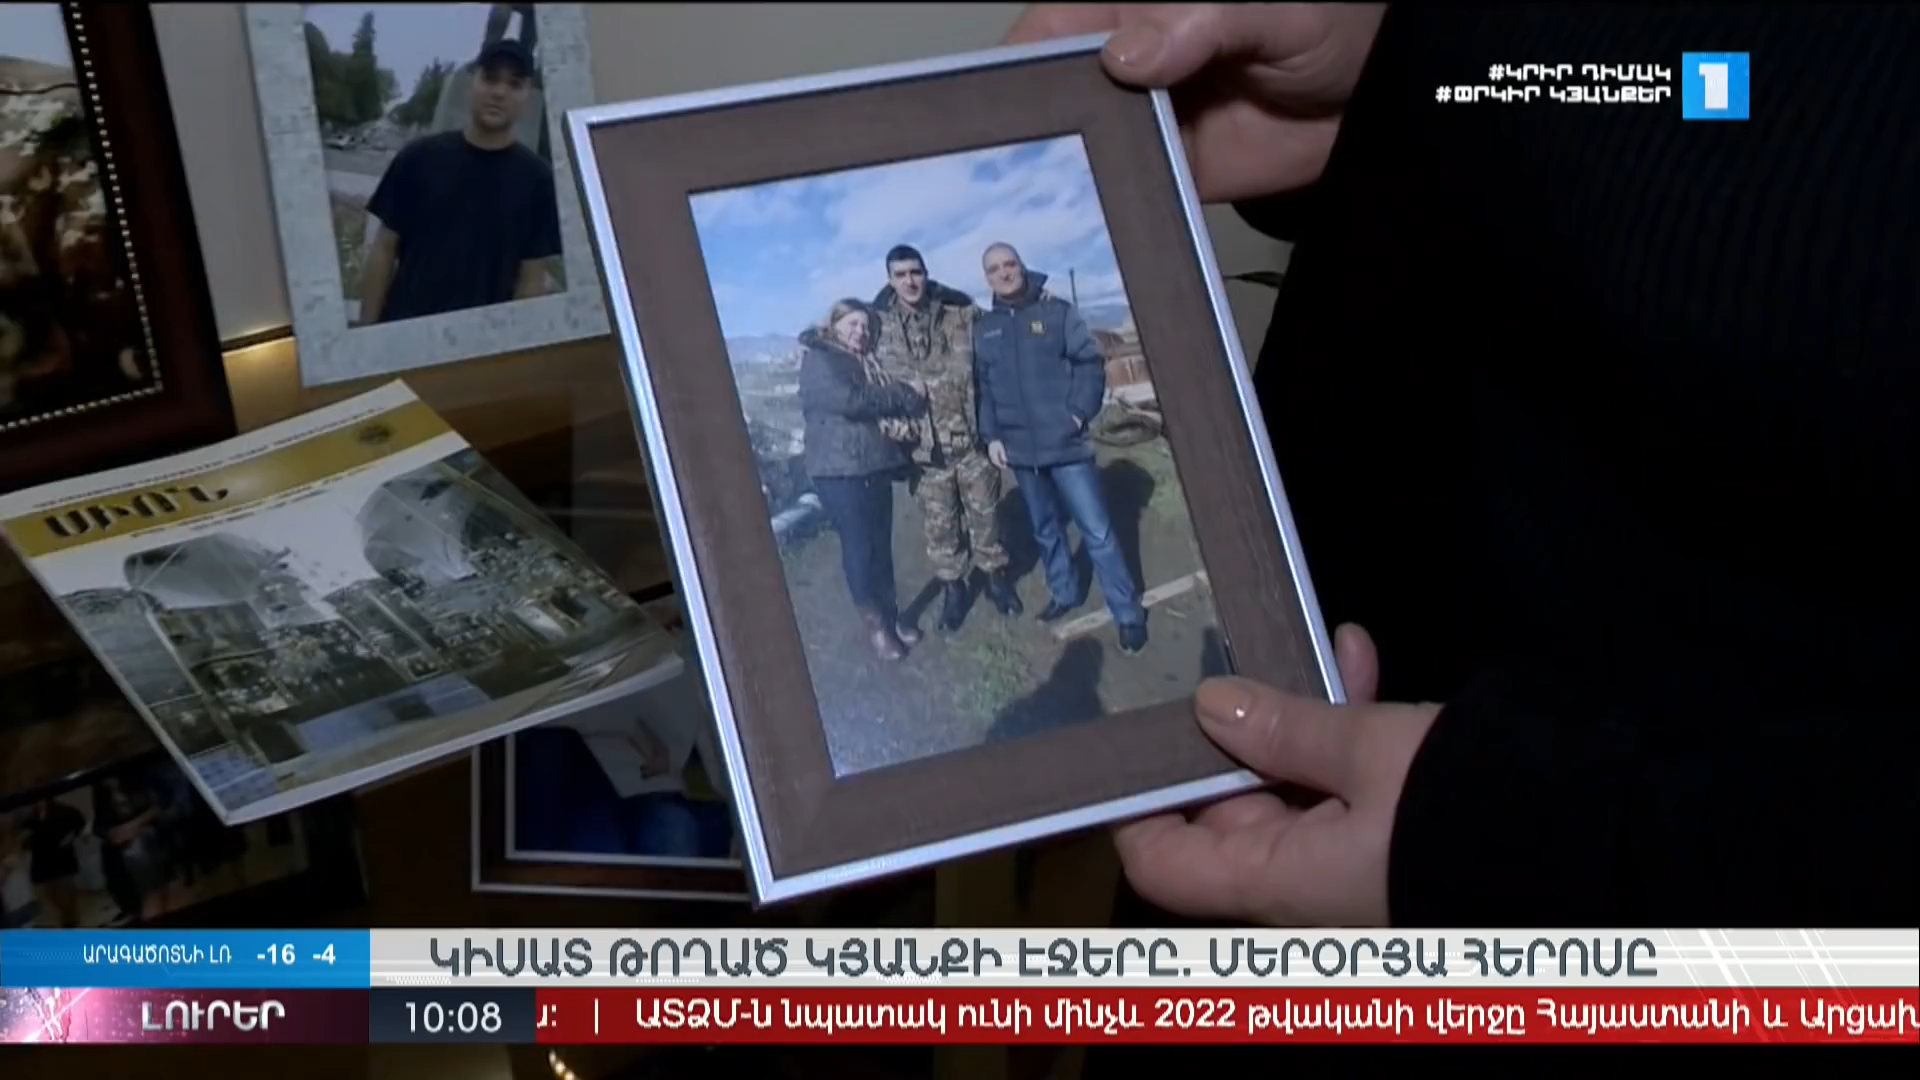 #ԿՐԻՐ ԴԻՄԱԿ
#ՓՐԿԻՐ ԿՅԱՆՔԵՐ
1
ՍԻՈՆ
ԱՐԱԳԱԾՈՏՆԻ ԼՌ -16 -4
ԿԻՍԱՏ ԹՈՂԱԾ ԿՅԱՆՔԻ ԷՋԵՐԸ. ՄԵՐՕՐՅԱ ՀԵՐՈՍԸ
ԼՈՒՐԵՐ
10:08
| ԱՏՁՄ-ն նպատակ ունի մինչև 2022 թվականի վերջը Հայաստանի և Արցախ